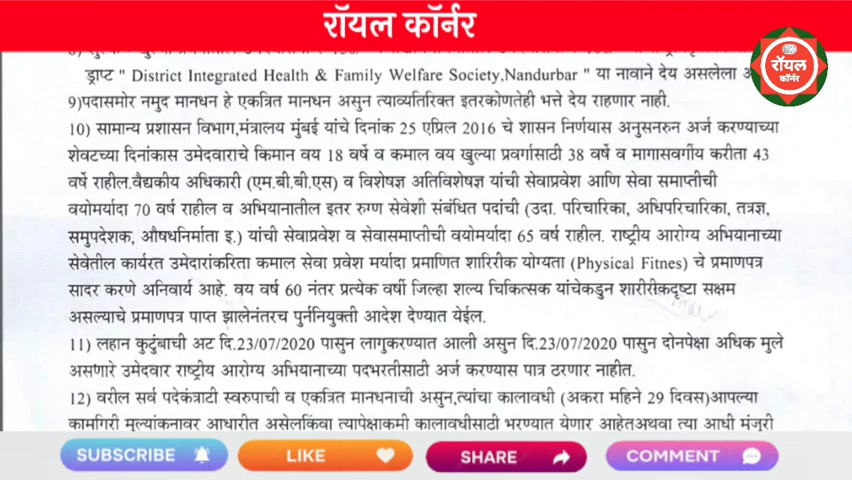 रॉयल कॉर्नर
रॉयल
कॉर्नर
ड्राप्ट " District Integrated Health & Family Welfare Society,Nandurbar " या नावाने देय असलेला
9)पदासमोर नमुद मानधन हे एकत्रित मानधन असुन त्याव्यतिरिक्त इतरकोणतेही भत्ते देय राहणार नाही.
10) सामान्य प्रशासन विभाग,मंत्रालय मुंबई यांचे दिनांक 25 एप्रिल 2016 चे शासन निर्णयास अनुसनरुन अर्ज करण्याच्या
शेवटच्या दिनांकास उमेदवाराचे किमान वय 18 वर्षे व कमाल वय खुल्या प्रवर्गासाठी 38 वर्षे व मागासवर्गीय करीता 43
वर्षे राहील.वैद्यकीय अधिकारी (एम.बी.बी.एस) व विशेषज्ञ अतिविशेषज्ञ यांची सेवाप्रवेश आणि सेवा समाप्तीची
वयोमर्यादा 70 वर्ष राहील व अभियानातील इतर रुग्ण सेवेशी संबंधित पदांची (उदा. परिचारिका, अधिपरिचारिका, तत्रज्ञ,
समुपदेशक, औषधनिर्माता इ.) यांची सेवाप्रवेश व सेवासमाप्तीची वयोमर्यादा 65 वर्ष राहील. राष्ट्रीय आरोग्य अभियानाच्या
सेवेतील कार्यरत उमेदारांकरिता कमाल सेवा प्रवेश मर्यादा प्रमाणित शारिरीक योग्यता (Physical Fitnes) चे प्रमाणपत्र
सादर करणे अनिवार्य आहे. वय वर्ष 60 नंतर प्रत्येक वर्षी जिल्हा शल्य चिकित्सक यांचेकडुन शारीरीकदृष्टा सक्षम
असल्याचे प्रमाणपत्र पाप्त झालेनंतरच पुर्ननियुक्ती आदेश देण्यात येईल.
11) लहान कुटुंबाची अट दि.23/07/2020 पासुन लागुकरण्यात आली असुन दि.23/07/2020 पासुन दोनपेक्षा अधिक मुले
असणारे उमेदवार राष्ट्रीय आरोग्य अभियानाच्या पदभरतीसाठी अर्ज करण्यास पात्र ठरणार नाहीत.
12) वरील सर्व पदेकंत्राटी स्वरुपाची व एकत्रित मानधनाची असुन,त्यांचा कालावधी (अकरा महिने 29 दिवस)आपल्या
कामगिरी मुल्यांकनावर आधारीत असेलकिंवा त्यापेक्षाकमी कालावधीसाठी भरण्यात येणार आहेतअथवा त्या आधी मंजुरी
SUBSCRIBE
LIKE
SHARE
COMMENT